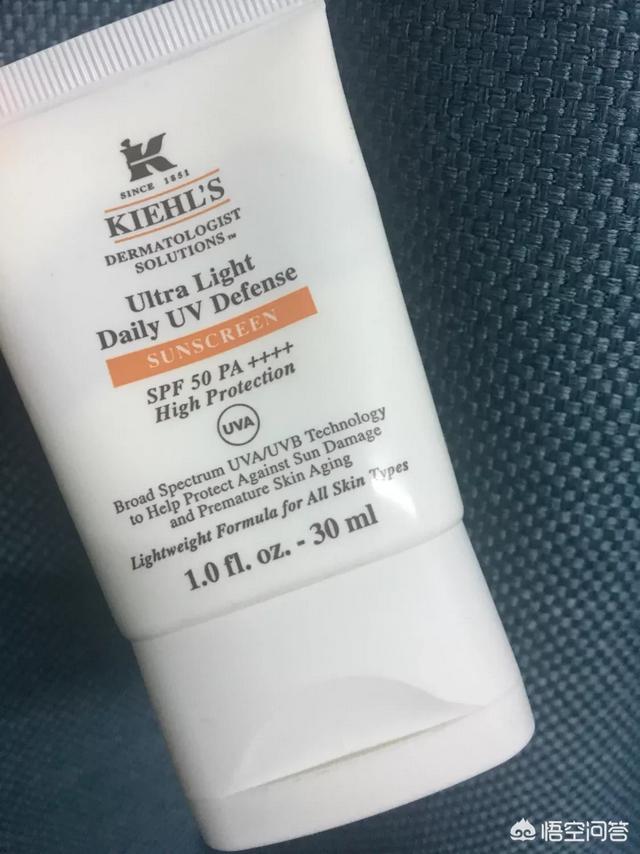 SINCE 1851
KIEHL'S
DERMATOLOGIST
SOLUTIONS™
Ultra Light
Daily UV Defense
SUNSCREEN
SPF 50 PA ++++
High Protection
UVA
Broad Spectrum UVA/UVB Technology
to Help Protect Against Sun Damage
and Premature Skin Aging
Lightweight Formula for All Skin Types
1.0 fl. oz. - 30 ml
悟空问答